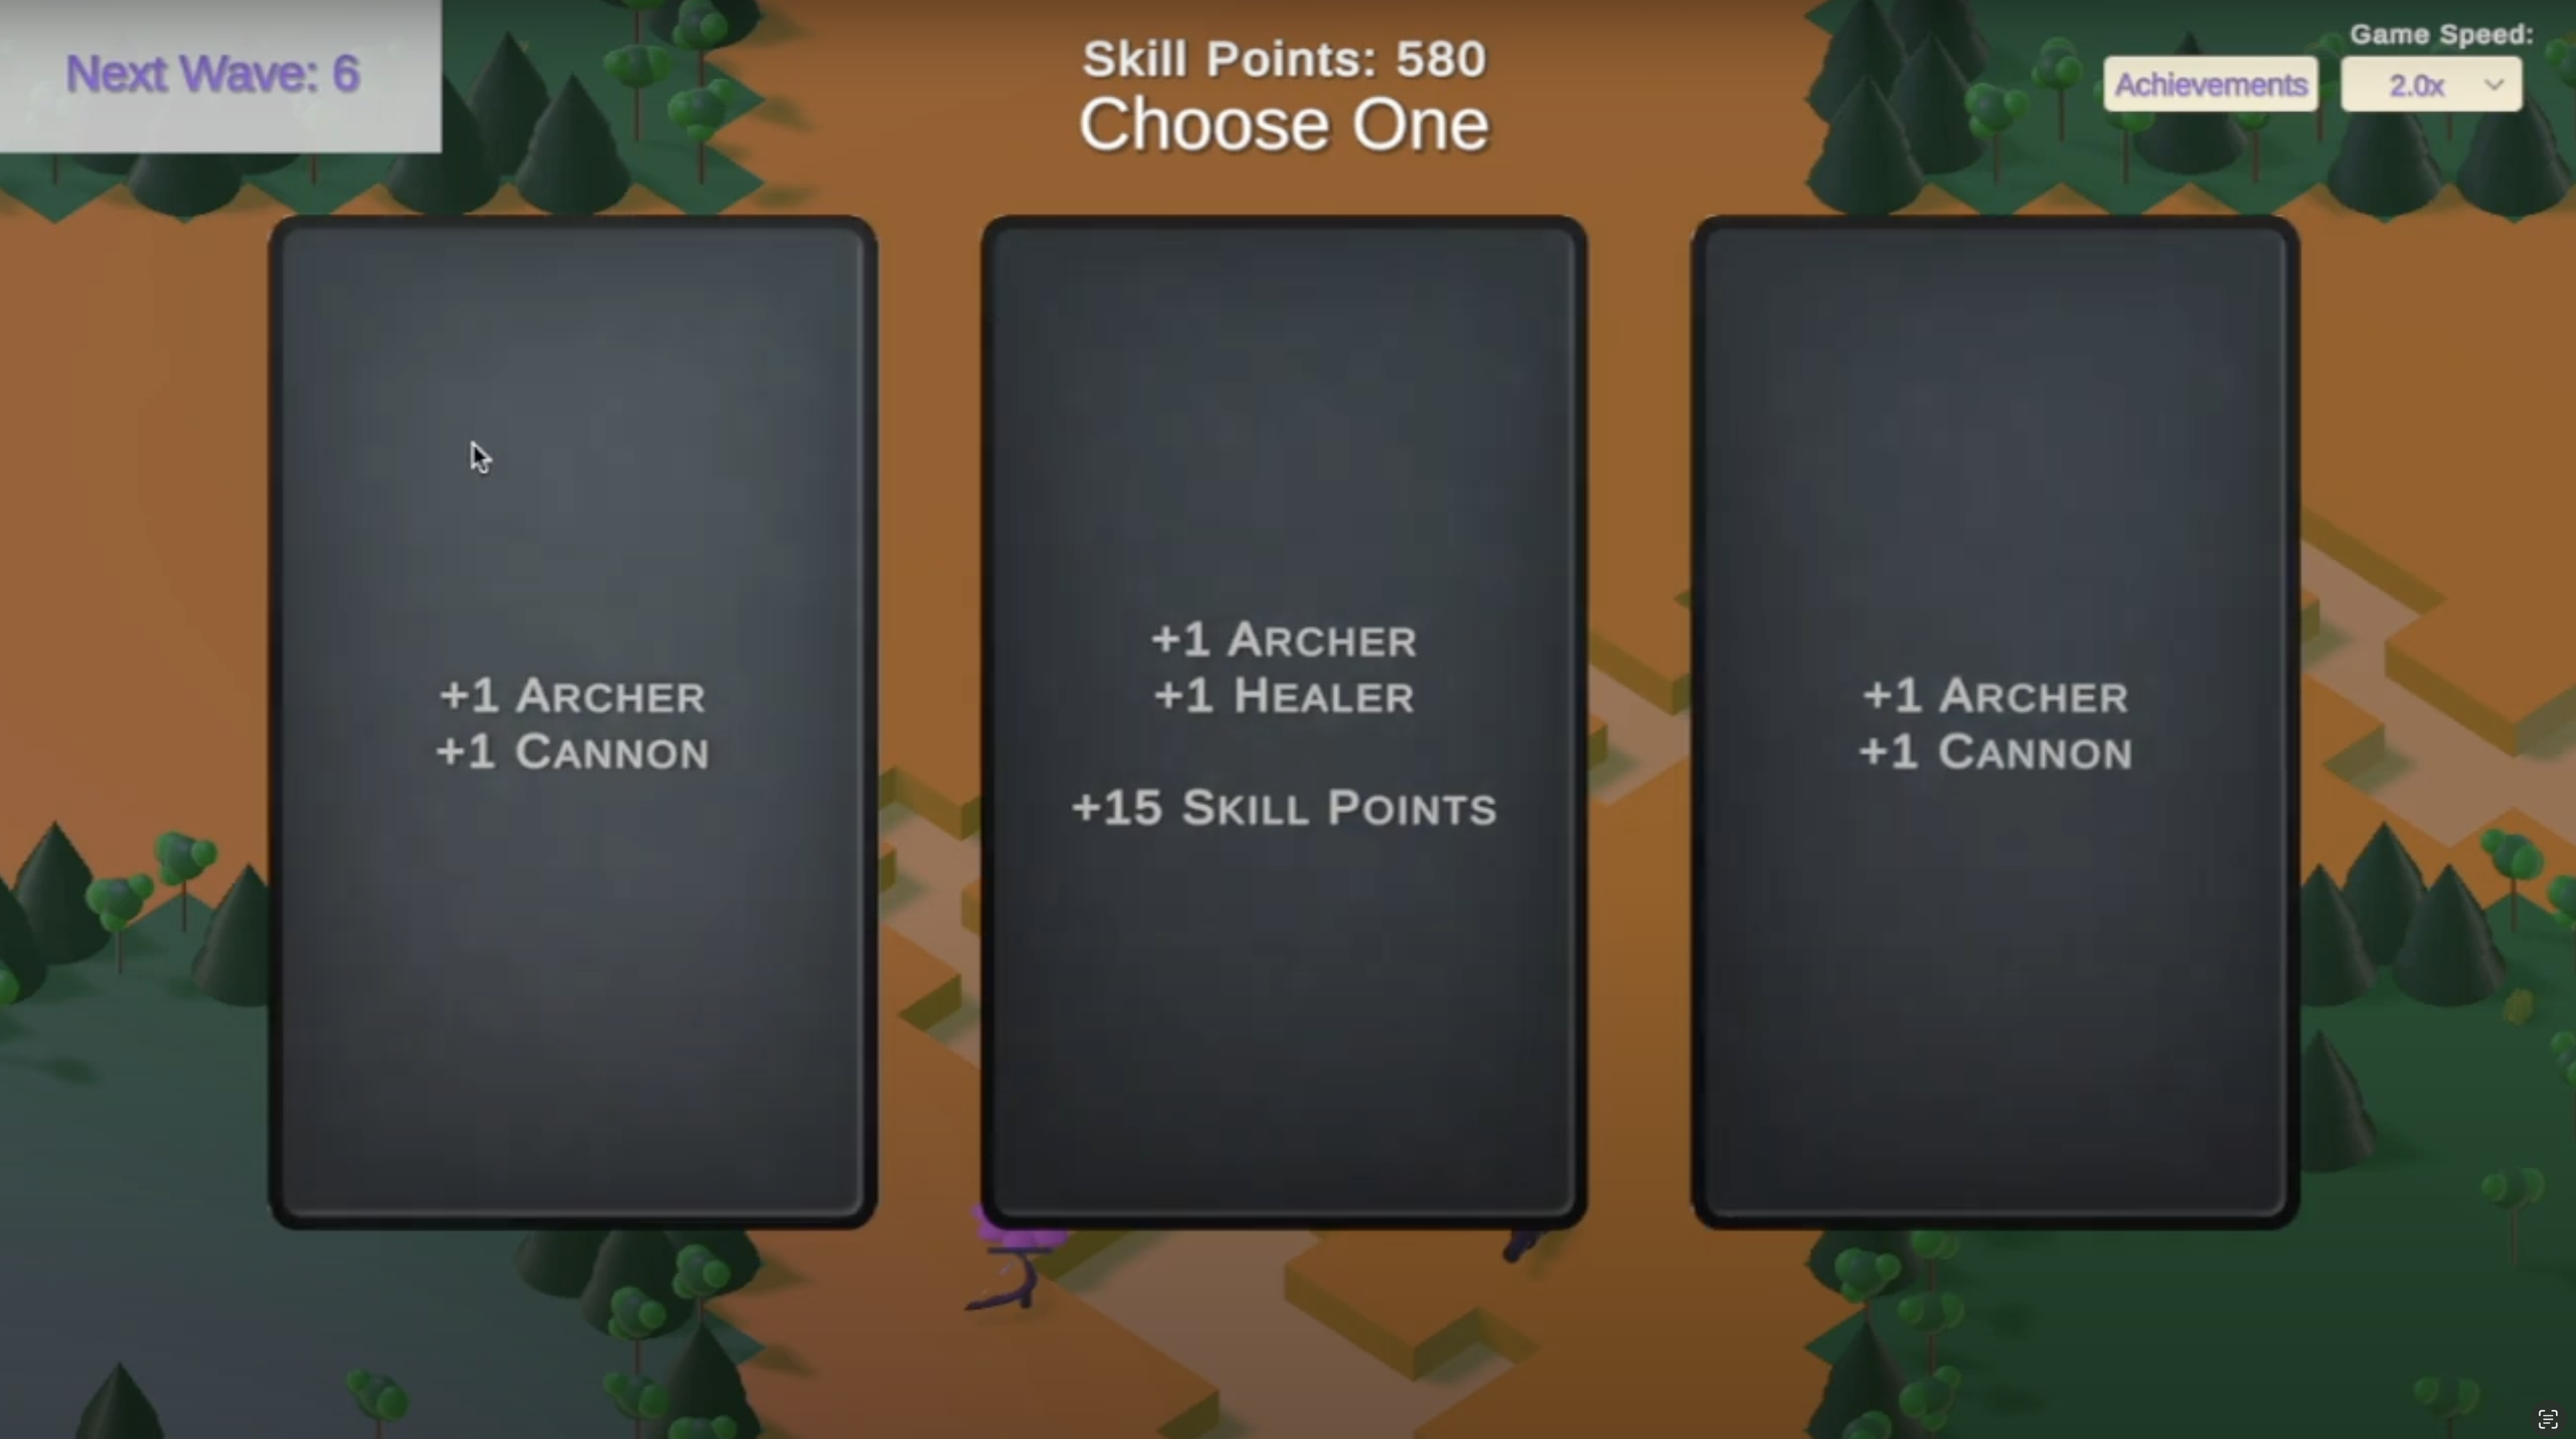 Next Wave: 6
Skill Points: 580
Choose One
Game Speed:
Achievements
2.0x
+1 ARCHER
+1 CANNON
+1 ARCHER
+1 HEALER
+15 SKILL POINTS
+1 ARCHER
+1 CANNON